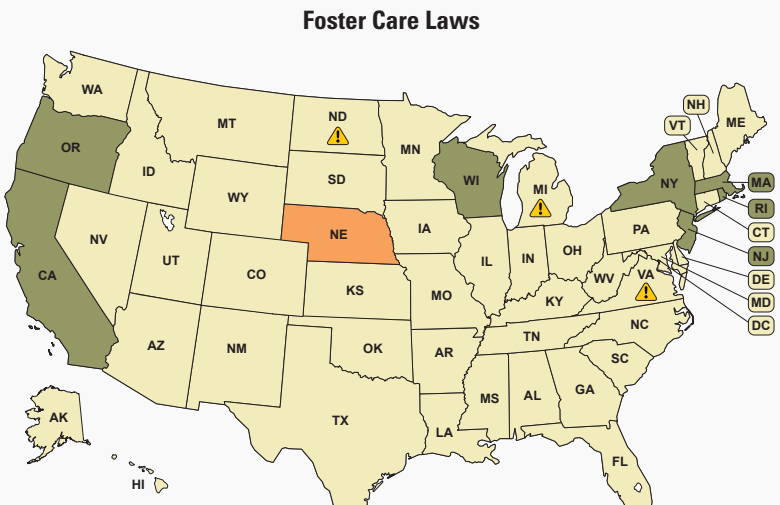 Foster Care Laws
WA
MT
ND
MN
NH
VT
ME
OR
ID
SD
WI
MI
NY
MA
RI
WY
IA
PA
CT
NV
NE
IL
IN
OH
NJ
UT
CO
CA
KS
MO
KY
WV
VA
DE
MD
DC
AZ
NM
OK
AR
TN
NC
SC
MS
AL
GA
TX
LA
AK
FL
HI